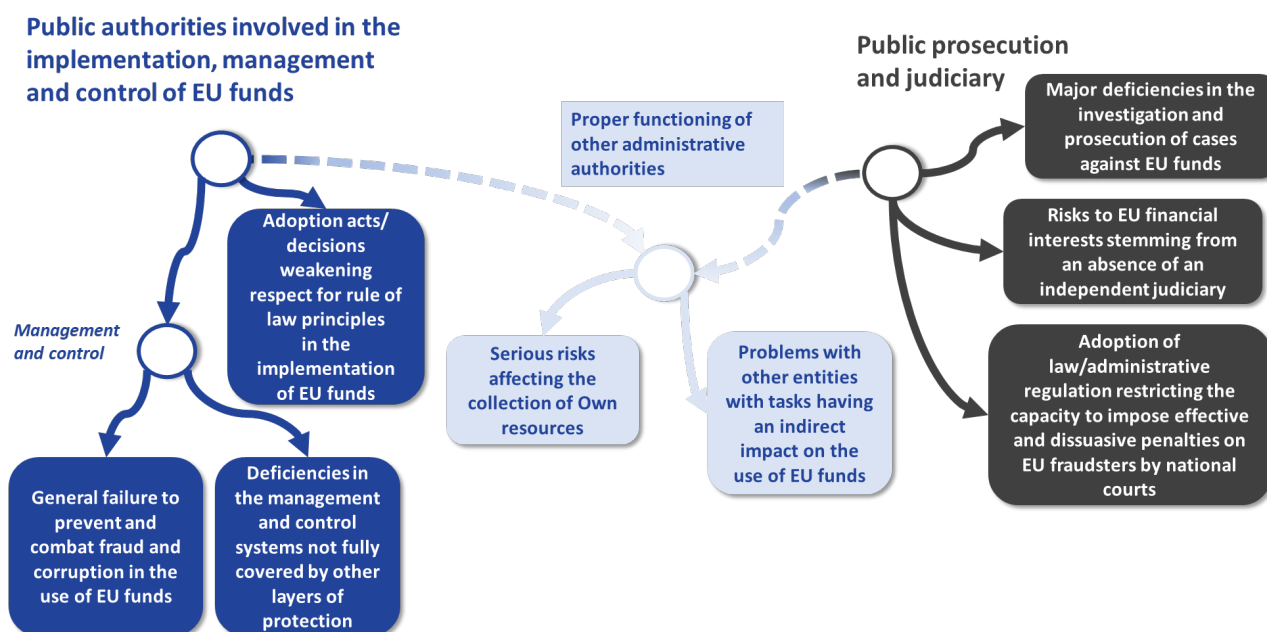 Public authorities involved in the
implementation, management
and control of EU funds
Management
and control
Adoption acts/
decisions
weakening
respect for rule of
law principles
in the
implementation
of EU funds
General failure to
prevent and
combat fraud and
corruption in the
use of EU funds
Deficiencies in
the management
and control
systems not fully
covered by other
layers of
protection
Proper functioning of
other administrative
authorities
Serious risks
affecting the
collection of Own
resources
Problems with
other entities
with tasks having
an indirect
impact on the
use of EU funds
Public prosecution
and judiciary
Major deficiencies in the
investigation and
prosecution of cases
against EU funds
Risks to EU financial
interests stemming from
an absence of an
independent judiciary
Adoption of
law/administrative
regulation restricting the
capacity to impose effective
and dissuasive penalties on
EU fraudsters by national
courts